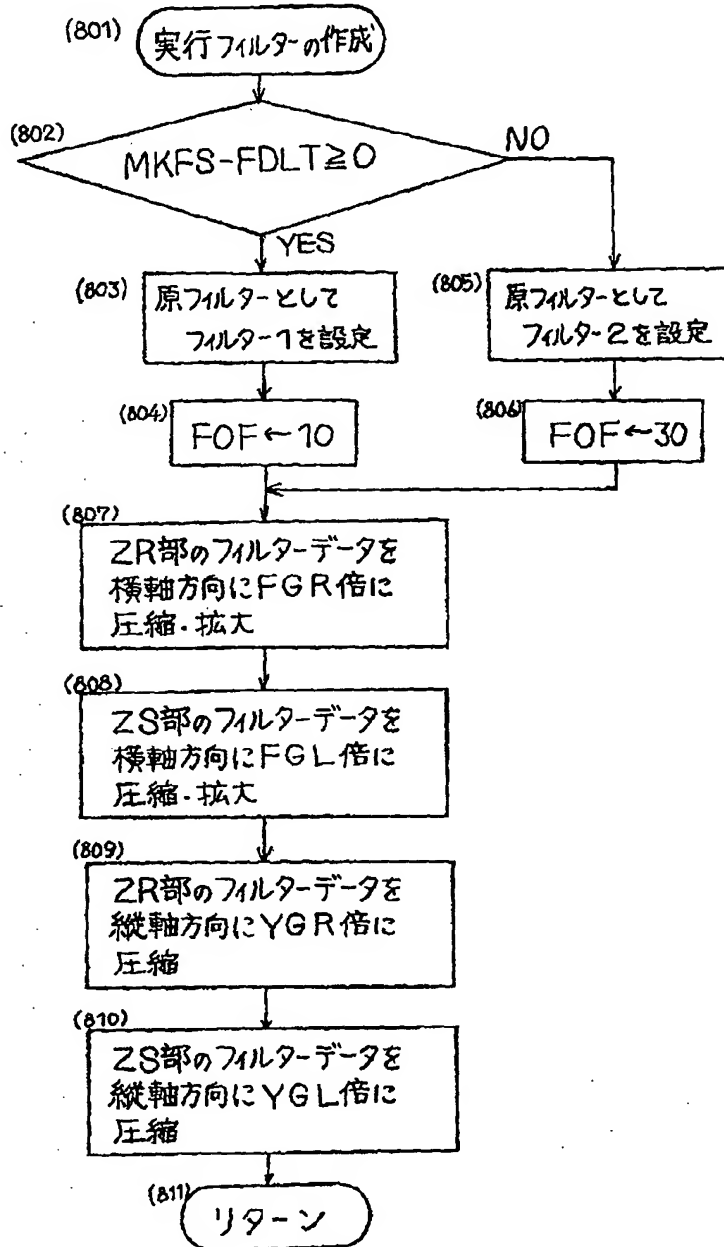 (801)
実行フィルターの作成
(802)
MKFS-FDLT≧0
NO
YES
(803)
原フィルターとして
フィルター1を設定
(805)
原フィルターとして
フィルター2を設定
(804)
FOF←10
(806)
FOF←30
(807)
ZR部のフィルターデータを
横軸方向にFGR倍に
圧縮・拡大
(808)
ZS部のフィルターデータを
横軸方向にFGL倍に
圧縮・拡大
(809)
ZR部のフィルターデータを
縦軸方向にYGR倍に
圧縮
(810)
ZS部のフィルターデータを
縦軸方向にYGL倍に
圧縮
(811)
リターン